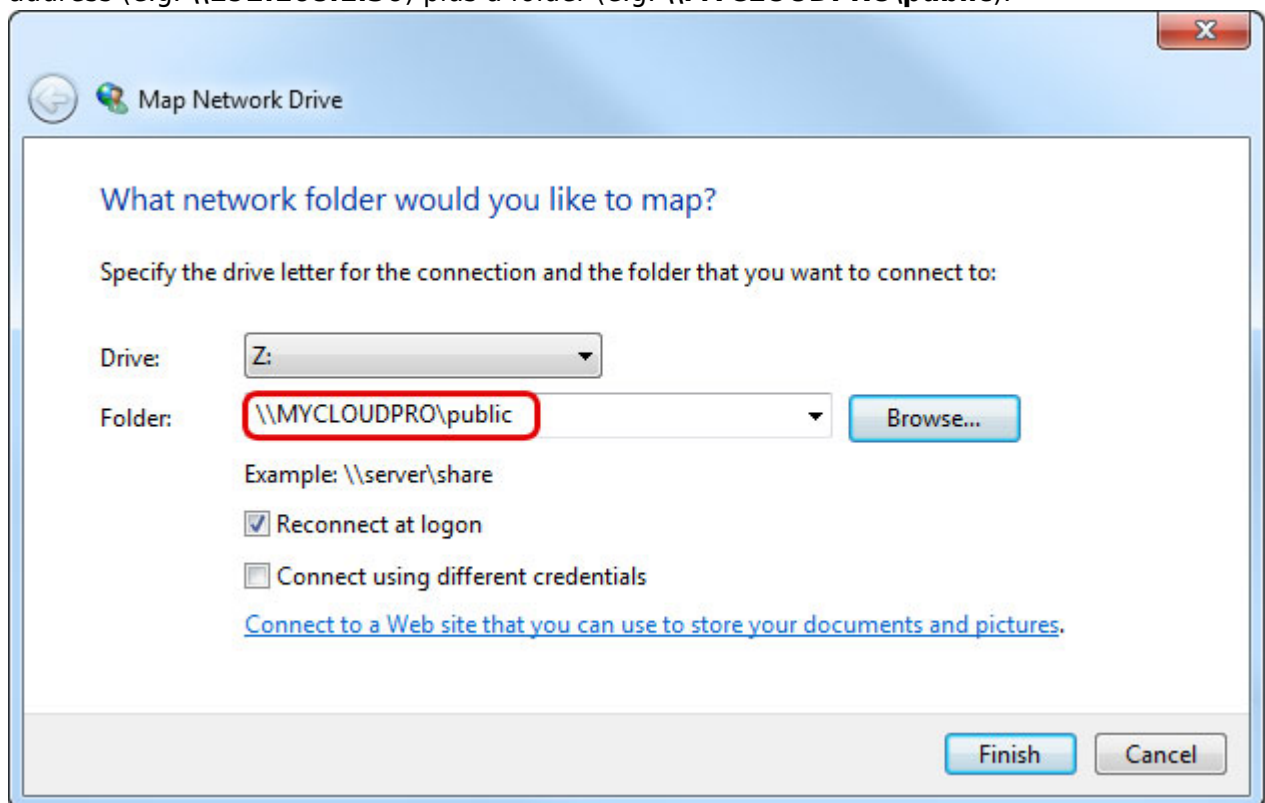 Map Network Drive
What network folder would you like to map?
Specify the drive letter for the connection and the folder that you want to connect to:
Drive: Z:
Folder: \\MYCLOUDPRO\public Browse...
Example: \\server\share
Reconnect at logon
Connect using different credentials
Connect to a Web site that you can use to store your documents and pictures.
Finish Cancel